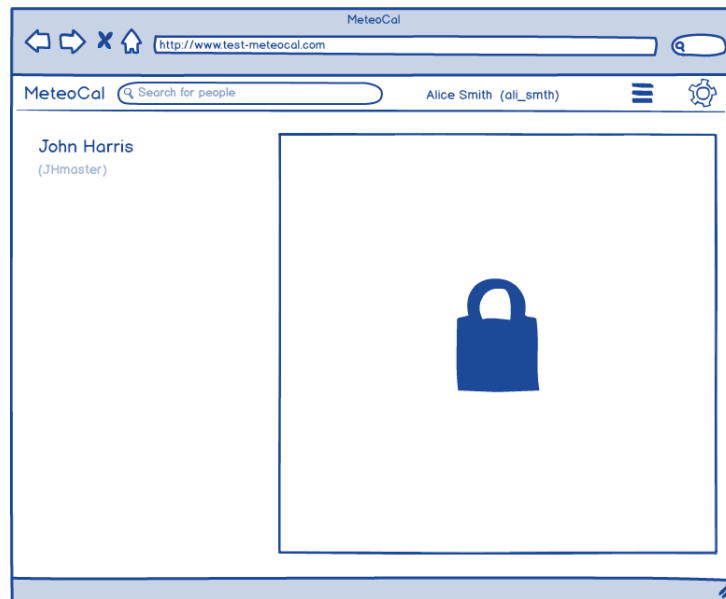 MeteoCal
http://www.test-meteocal.com
MeteoCal Search for people Alice Smith (ali_smth)
John Harris
(JHmaster)